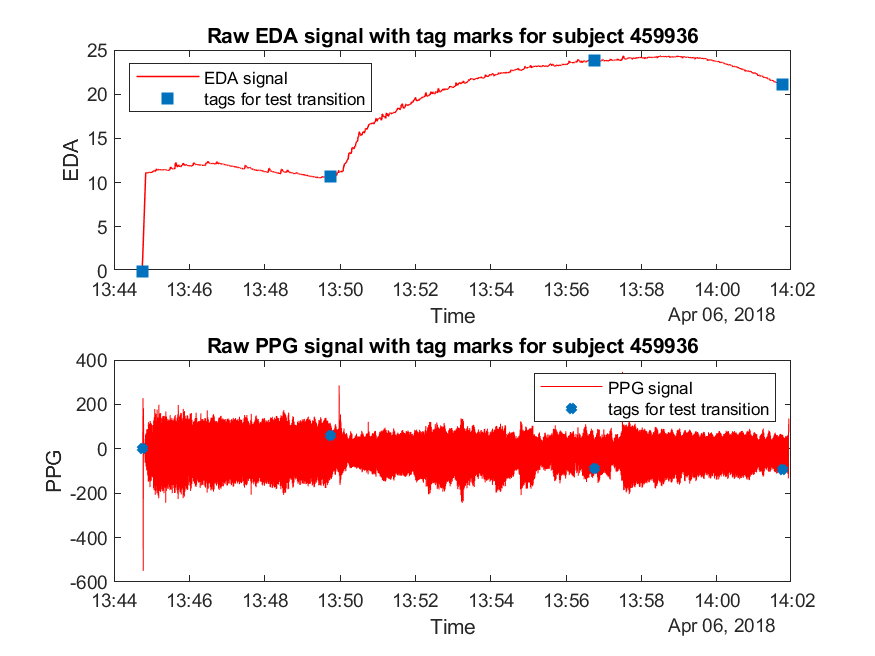 Raw EDA signal with tag marks for subject 459936
25
20
15
10
5
0
EDA
EDA signal
tags for test transition
13:44 13:46 13:48 13:50 13:52 13:54 13:56 13:58 14:00 14:02
Time
Apr 06, 2018
Raw PPG signal with tag marks for subject 459936
400
200
0
-200
-400
-600
PPG
PPG signal
tags for test transition
13:44 13:46 13:48 13:50 13:52 13:54 13:56 13:58 14:00 14:02
Time
Apr 06, 2018